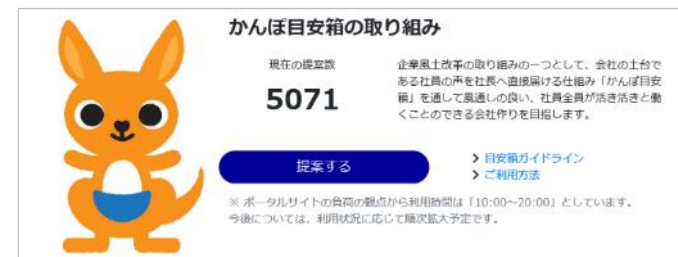 かんぽ目安箱の取り組み
現在の提案数
5071
企業風土改革の取り組みの一つとして、会社の土台で
ある社員の声を社長へ直接届ける仕組み「かんぽ目安
箱」を通して風通しの良い、社員全員が活き活きと働
くことのできる会社作りを目指します。
提案する
目安箱ガイドライン
ご利用方法
※ ポータルサイトの負荷の観点から利用時間は「10:00~20:00」としています。
今後については、利用状況に応じて順次拡大予定です。